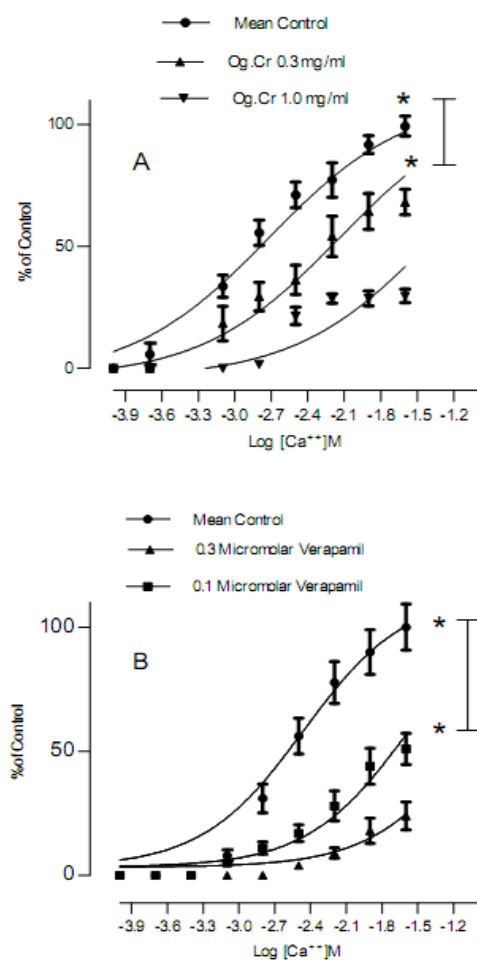 Mean Control
Og.Cr 0.3 mg/ml
Og.Cr 1.0 mg/ml
*
100
A
*
50
% of Control
0
-3.9 -3.6 -3.3 -3.0 -2.7 -2.4 -2.1 -1.8 -1.5 -1.2
Log [Ca++]M
Mean Control
0.3 Micromolar Verapamil
0.1 Micromolar Verapamil
100
*
B
*
50
% of Control
0
-3.9 -3.6 -3.3 -3.0 -2.7 -2.4 -2.1 -1.8 -1.5 -1.2
Log [Ca++]M